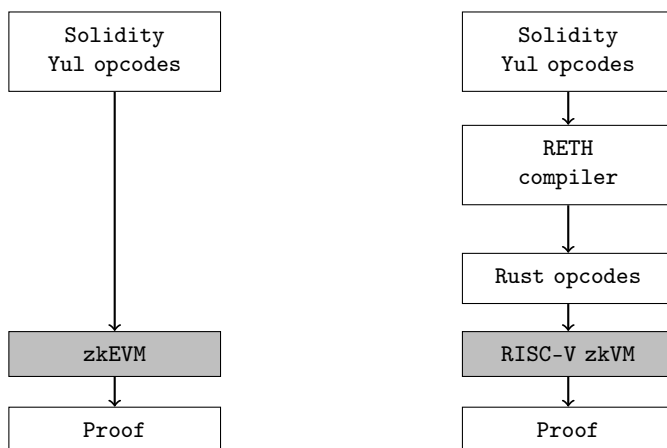 Solidity
Yul opcodes
zkEVM
Proof
Solidity
Yul opcodes
RETH
compiler
Rust opcodes
RISC-V zkVM
Proof